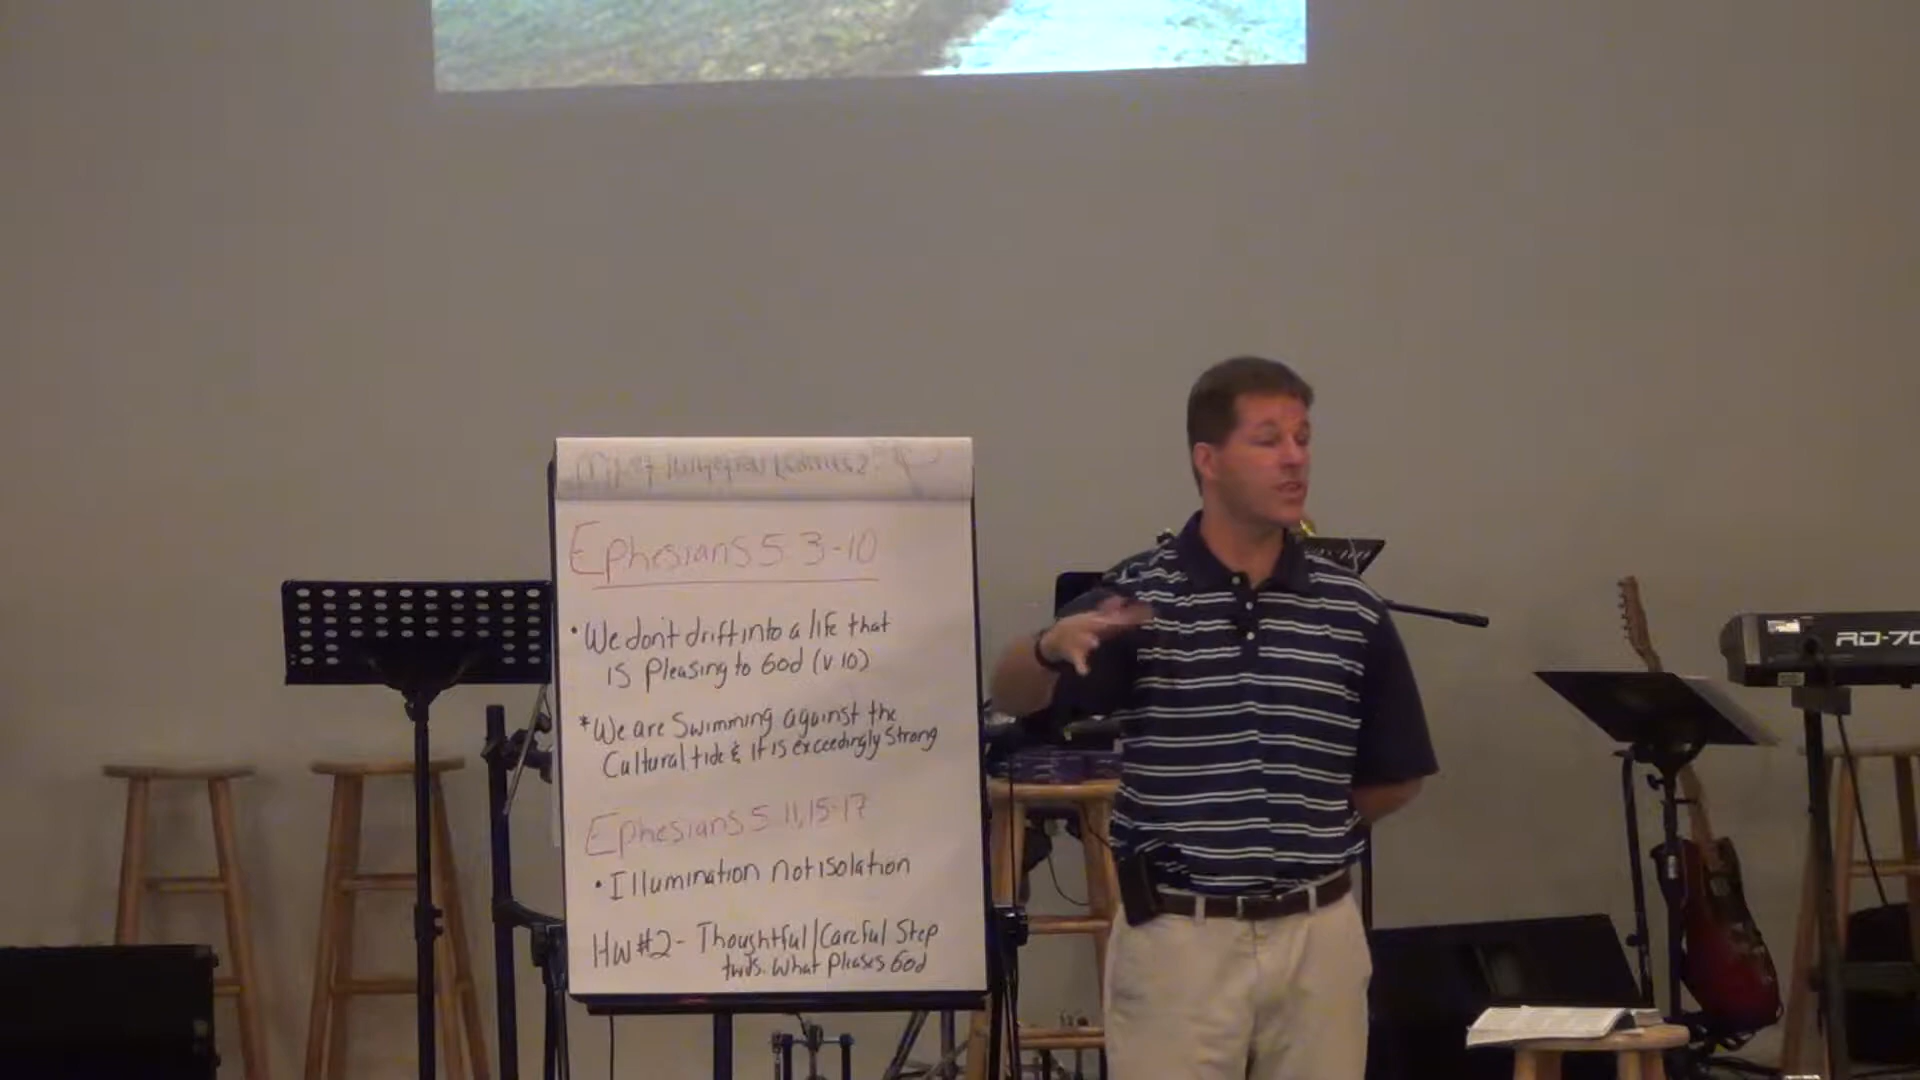 Ephesians 5:3-10
• We don't drift into a life that
is Pleasing to God (v 10)
* We are Swimming against the
Cultural tide & it is exceedingly Strong
Ephesians 5:11,15-17
• Illumination not isolation
HW #2 - Thoughtful/Careful Step
twds. What Pleases God
RD-70